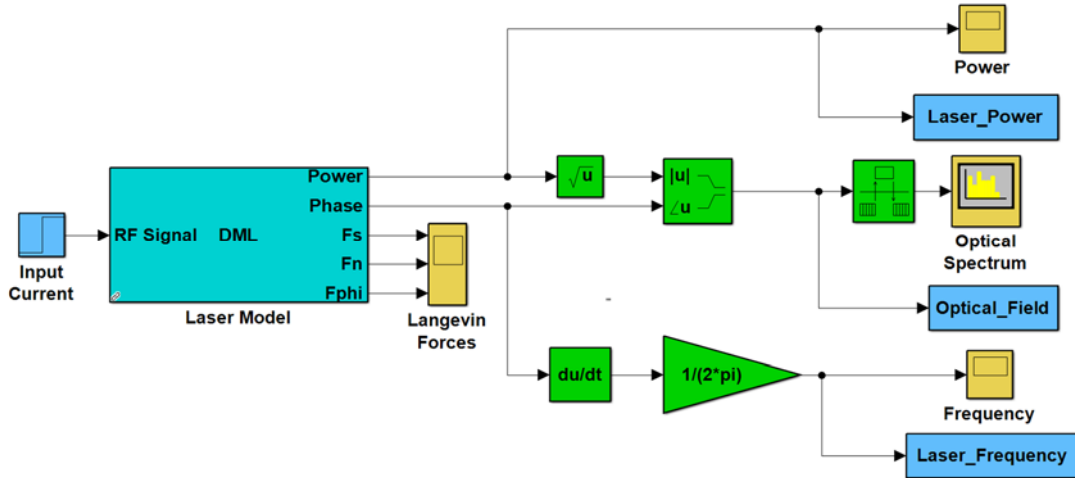 Power
Laser_Power
Power
√u
|u|
∠u
Phase
RF Signal
DML
Fs
Fn
Fphi
Input
Current
Laser Model
Langevin
Forces
Optical
Spectrum
Optical_Field
du/dt
1/(2*pi)
Frequency
Laser_Frequency